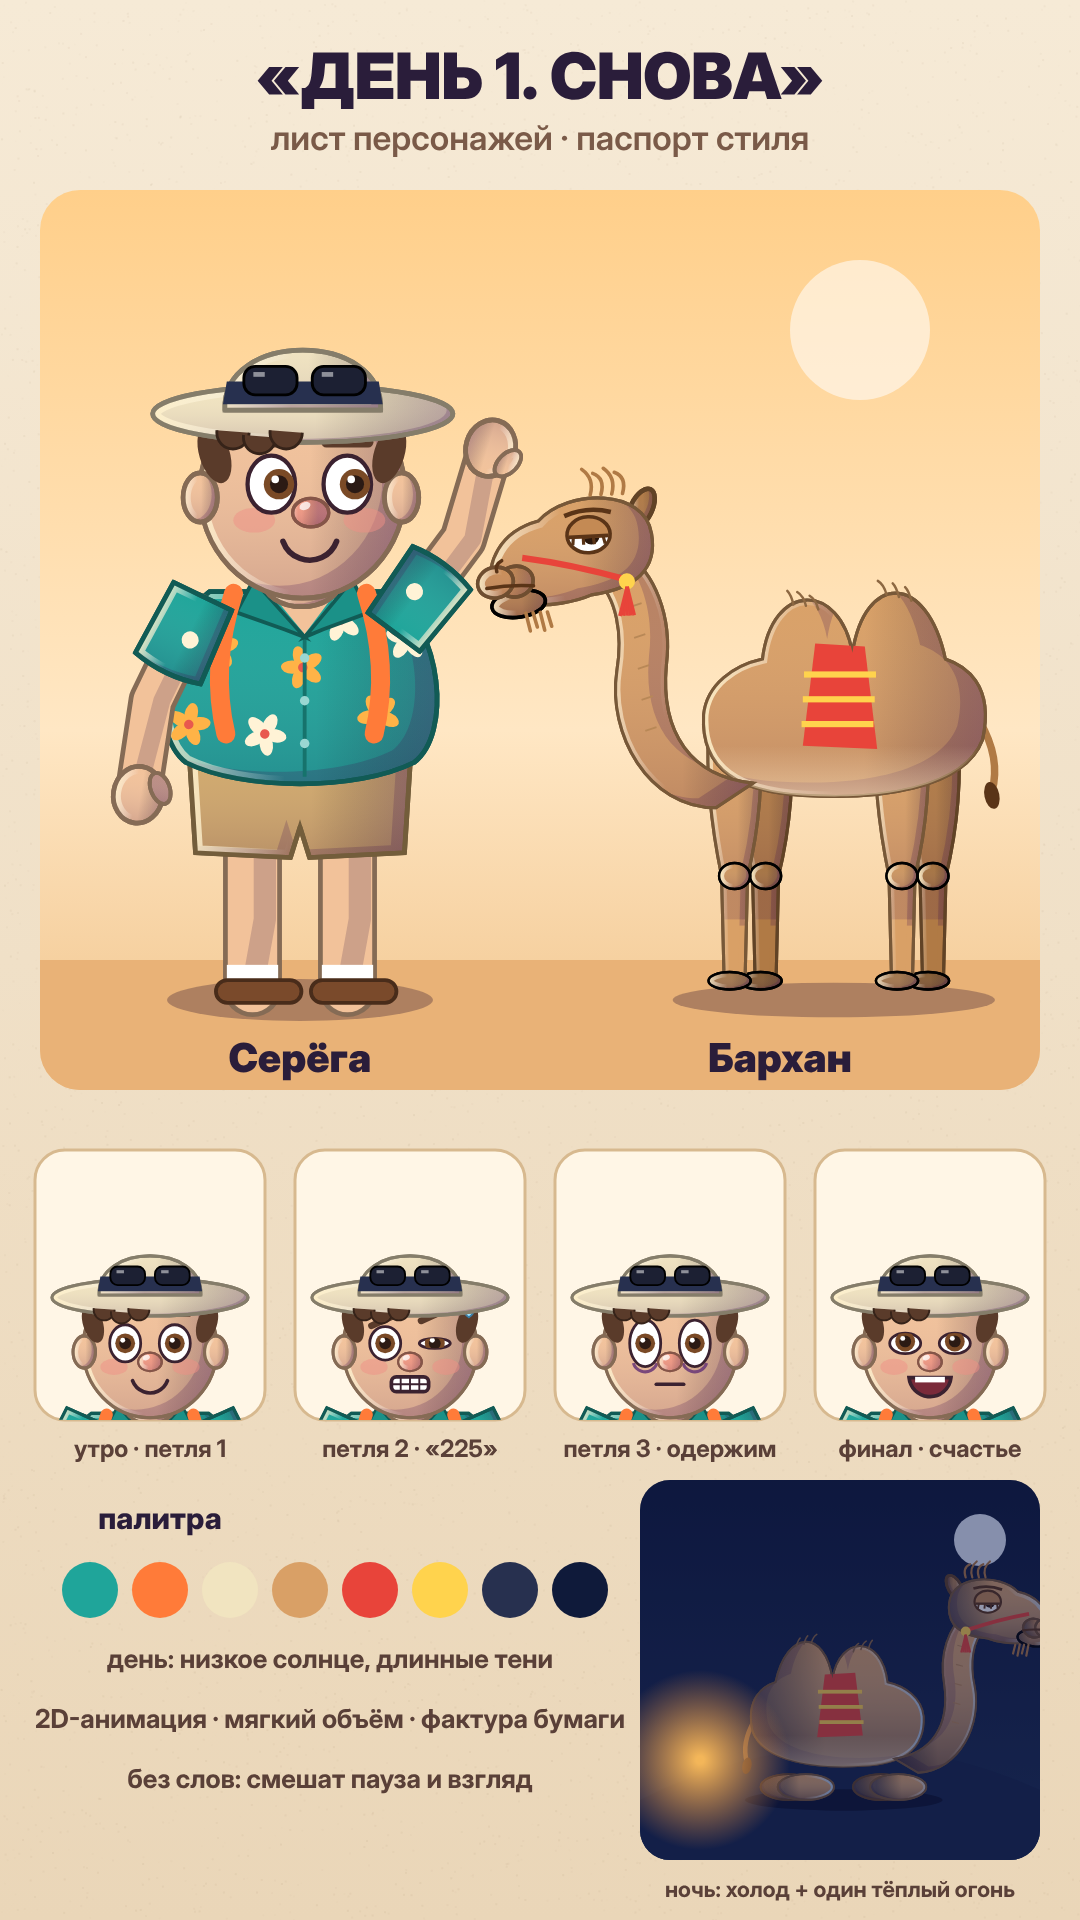 «ДЕНЬ 1. СНОВА»
лист персонажей · паспорт стиля
Серёга
Бархан
утро · петля 1
петля 2 · «225»
петля 3 · одержим
финал · счастье
палитра
день: низкое солнце, длинные тени
2D-анимация · мягкий объём · фактура бумаги
без слов: смешат пауза и взгляд
ночь: холод + один тёплый огонь